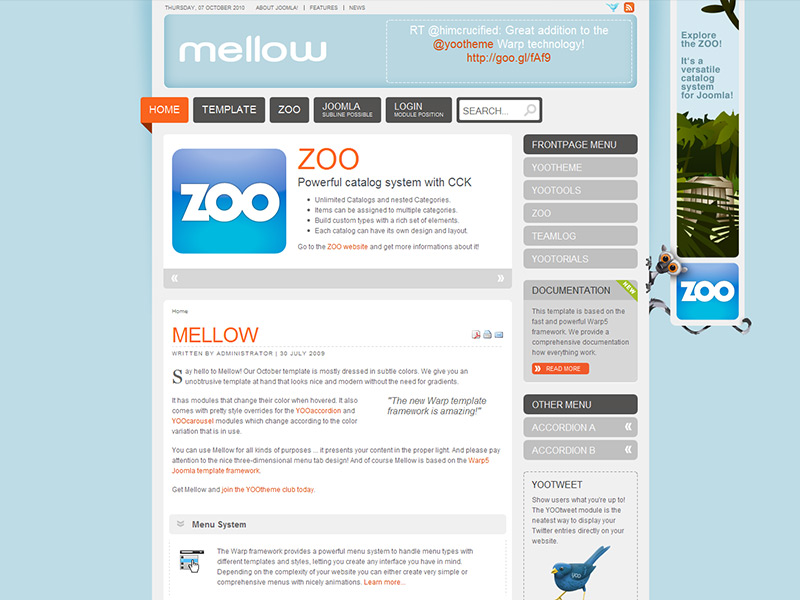 THURSDAY, 07 OCTOBER 2010 ABOUT JOOMLA! | FEATURES | NEWS
mellow
RT @himcrucified: Great addition to the
@yootheme Warp technology!
http://goo.gl/fAf9
HOME
TEMPLATE
ZOO
JOOMLA
SUBLINE POSSIBLE
LOGIN
MODULE POSITION
SEARCH...
ZOO
ZOO
Powerful catalog system with CCK
Unlimited Catalogs and nested Categories.
Items can be assigned to multiple categories.
Build custom types with a rich set of elements.
Each catalog can have its own design and layout.
Go to the ZOO website and get more informations about it!
Home
MELLOW
WRITTEN BY ADMINISTRATOR | 30 JULY 2009
Say hello to Mellow! Our October template is mostly dressed in subtle colors. We give you an
unobtrusive template at hand that looks nice and modern without the need for gradients.
It has modules that change their color when hovered. It also
comes with pretty style overrides for the YOOaccordion and
YOOcarousel modules which change according to the color
variation that is in use.
"The new Warp template
framework is amazing!"
You can use Mellow for all kinds of purposes ... it presents your content in the proper light. And please pay
attention to the nice three-dimensional menu tab design! And of course Mellow is based on the Warp5
Joomla template framework.
Get Mellow and join the YOOtheme club today.
Menu System
The Warp framework provides a powerful menu system to handle menu types with
different templates and styles, letting you create any interface you have in mind.
Depending on the complexity of your website you can either create very simple or
comprehensive menus with nicely animations. Learn more...
FRONTPAGE MENU
YOOTHEME
YOOTOOLS
ZOO
TEAMLOG
YOOTORIALS
DOCUMENTATION
NEW
This template is based on the
fast and powerful Warp5
framework. We provide a
comprehensive documentation
how everything work.
READ MORE
OTHER MENU
ACCORDION A
ACCORDION B
YOOTWEET
Show users what you're up to!
The YOOtweet module is the
neatest way to display your
Twitter entries directly on your
website.
ZOO
Explore
the ZOO!
It's a
versatile
catalog
system
for Joomla!
ZOO